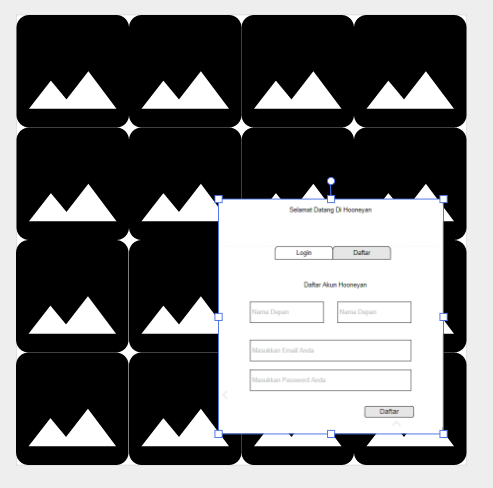 Selamat Datang Di Hooneyan
Login Daftar
Daftar Akun Hooneyan
Nama Depan Nama Depan
Masukkan Email Anda
Masukkan Password Anda
Daftar